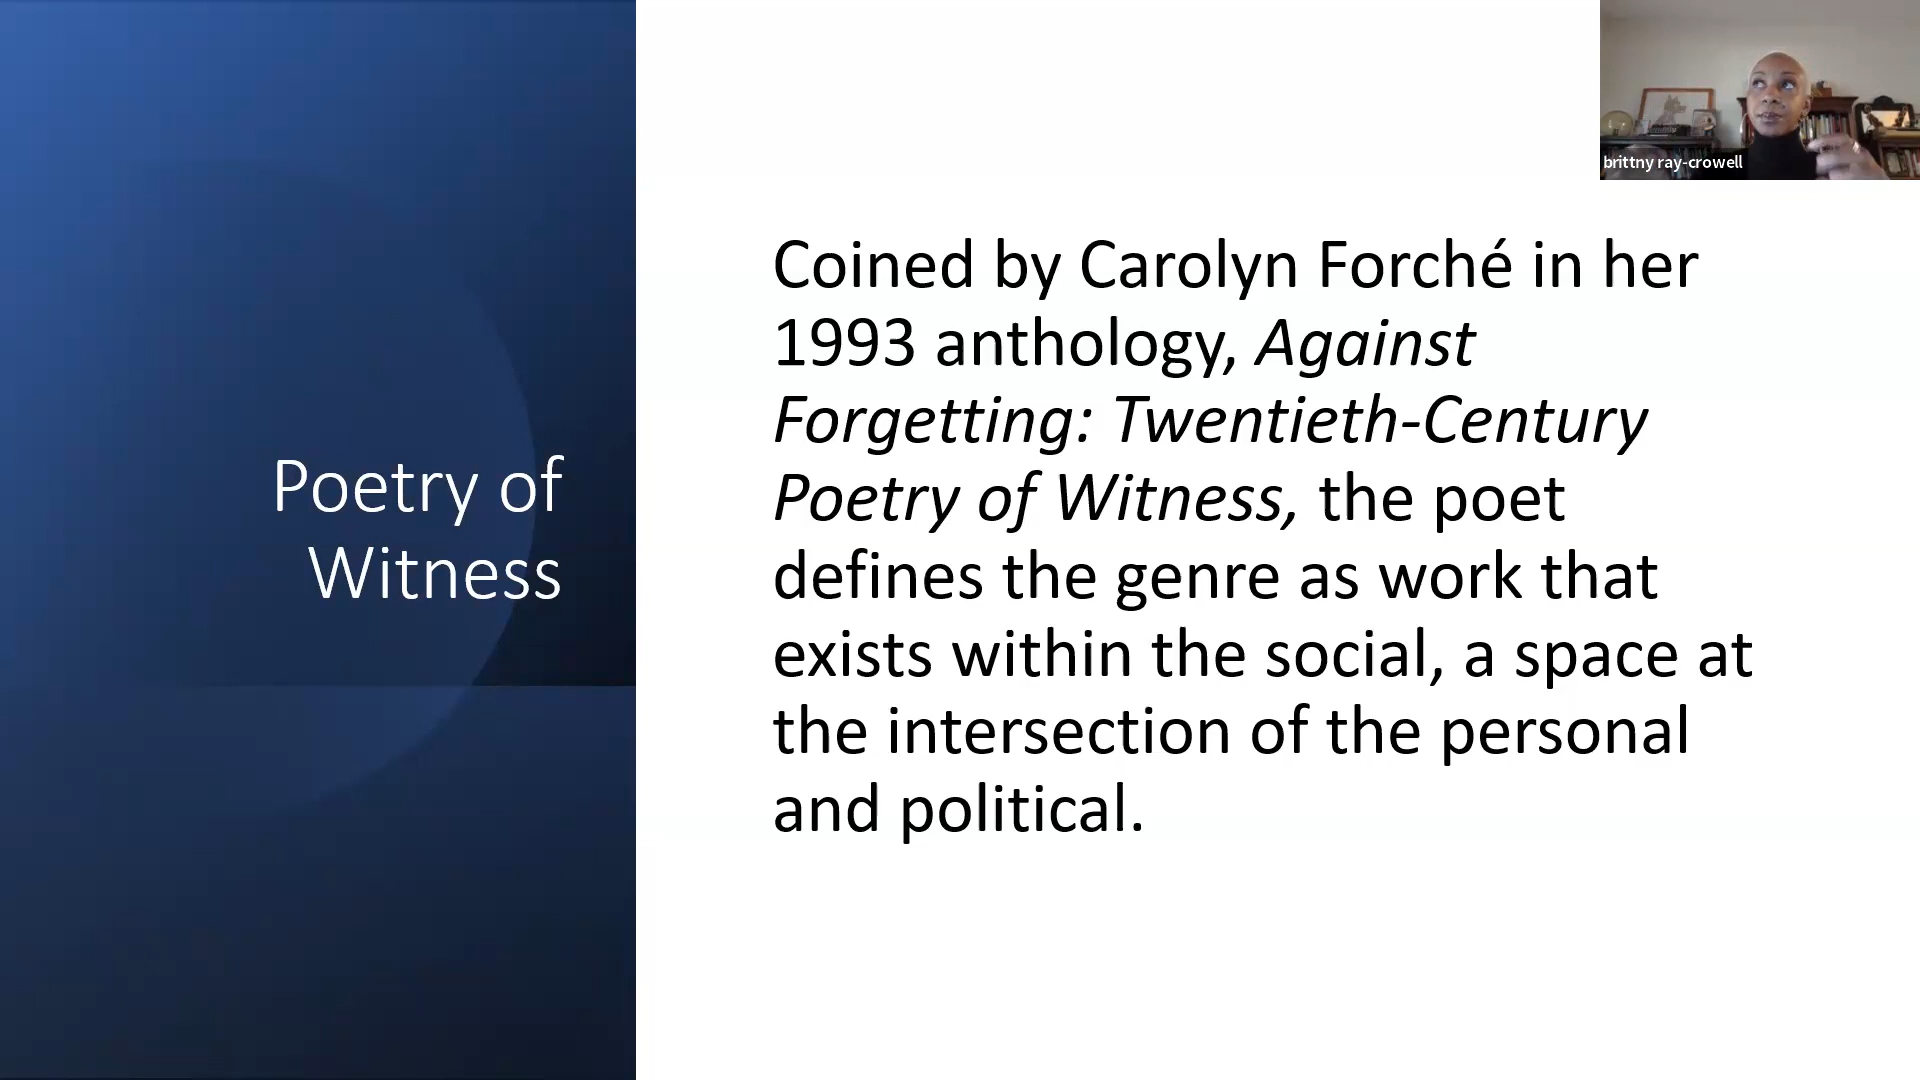 Poetry of
Witness
Coined by Carolyn Forché in her
1993 anthology, Against
Forgetting: Twentieth-Century
Poetry of Witness, the poet
defines the genre as work that
exists within the social, a space at
the intersection of the personal
and political.
brittny ray-crowell